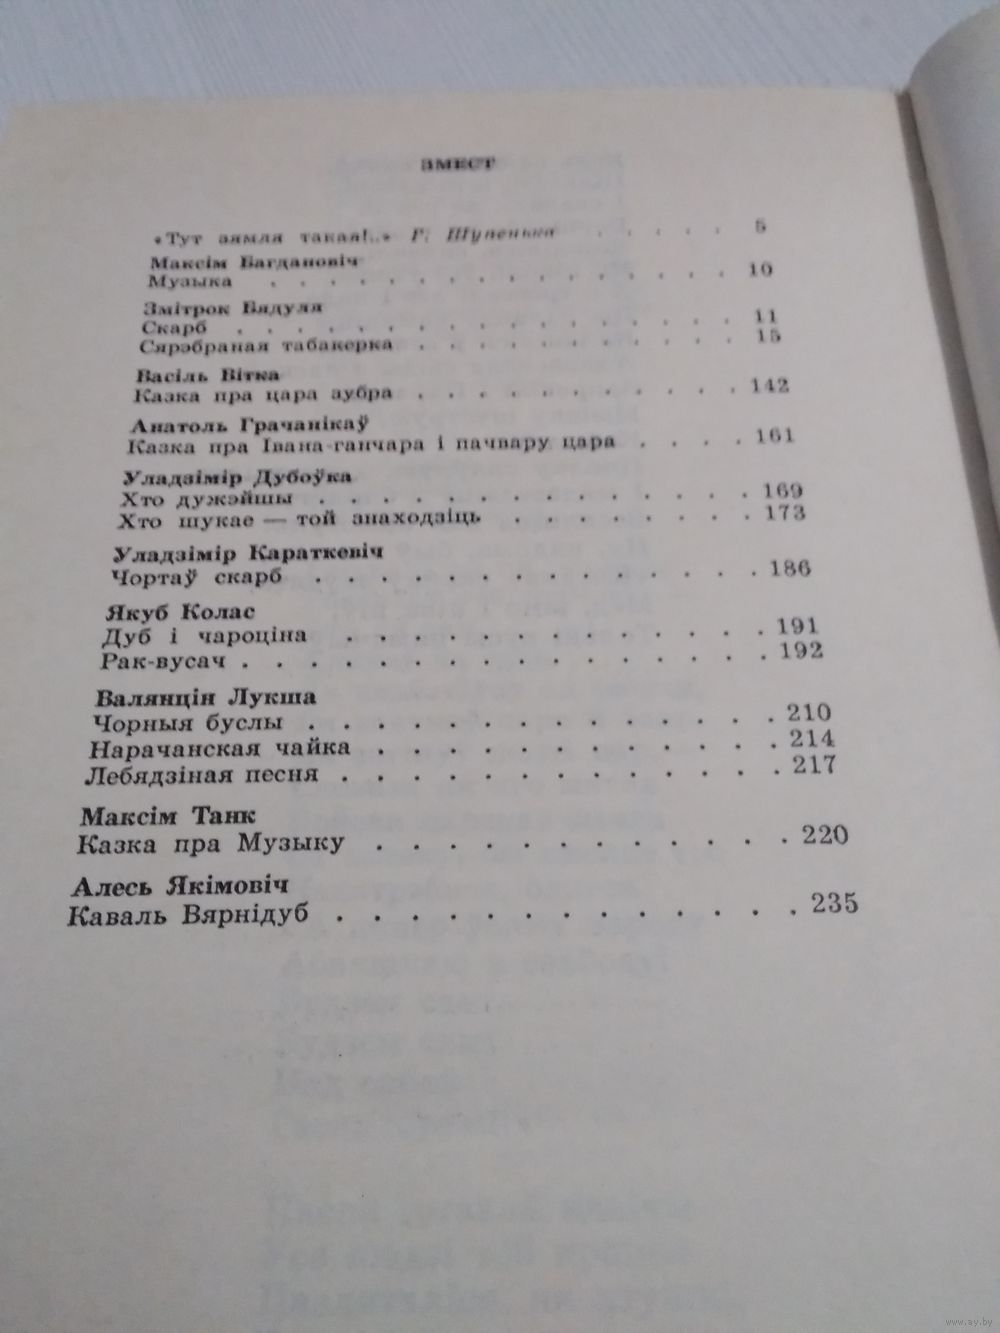 ЗМЕСТ
«Тут зямля такая!..» Г. Шупенька . . . . . 5
Максім Багдановіч
Музыка . . . . . . . . . . . . . . 10
Змітрок Бядуля
Скарб . . . . . . . . . . . . . . . 11
Сярэбраная табакерка . . . . . . . . . . 15
Васіль Вітка
Казка пра цара зубра . . . . . . . . . . 142
Анатоль Грачанікаў
Казка пра Івана-ганчара і пачвару цара . . . . 161
Уладзімір Дубоўка
Хто дужэйшы . . . . . . . . . . . . . 169
Хто шукае — той знаходзіць . . . . . . . . 173
Уладзімір Караткевіч
Чортаў скарб . . . . . . . . . . . . . 186
Якуб Колас
Дуб і чароціна . . . . . . . . . . . . 191
Рак-вусач . . . . . . . . . . . . . . . 192
Валянцін Лукша
Чорныя буслы . . . . . . . . . . . . . 210
Нарачанская чайка . . . . . . . . . . . 214
Лебядзіная песня . . . . . . . . . . . . 217
Максім Танк
Казка пра Музыку . . . . . . . . . . . 220
Алесь Якімовіч
Каваль Вярнідуб . . . . . . . . . . . . 235
www.ay.by